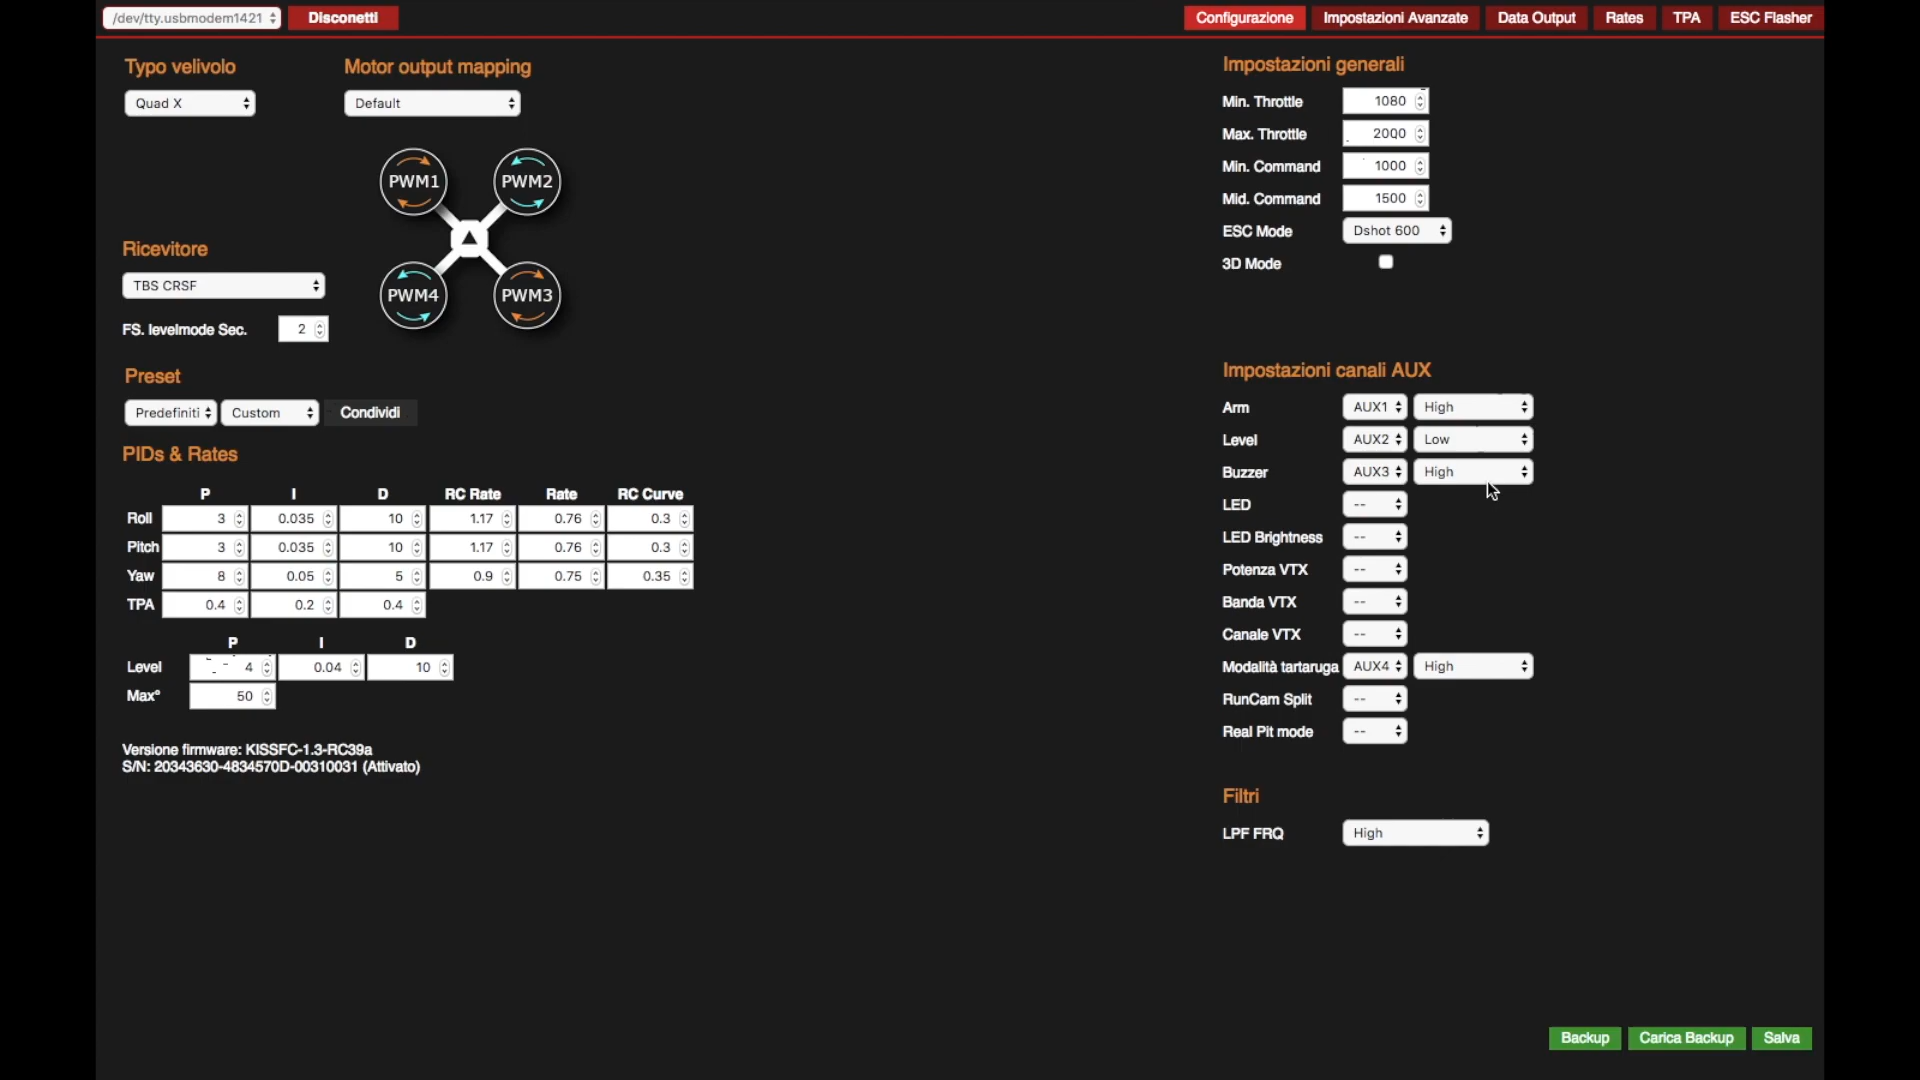 /dev/tty.usbmodem1421 Disconetti Configurazione Impostazioni Avanzate Data Output Rates TPA ESC Flasher
Typo velivolo Motor output mapping
Quad X Default
PWM1 PWM2
PWM4 PWM3
Ricevitore
TBS CRSF
FS. levelmode Sec. 2
Preset
Predefiniti Custom Condividi
PIDs & Rates
P I D RC Rate Rate RC Curve
Roll 3 0.035 10 1.17 0.76 0.3
Pitch 3 0.035 10 1.17 0.76 0.3
Yaw 8 0.05 5 0.9 0.75 0.35
TPA 0.4 0.2 0.4
P I D
Level 4 0.04 10
Max° 50
Versione firmware: KISSFC-1.3-RC39a
S/N: 20343630-4834570D-00310031 (Attivato)
Impostazioni generali
Min. Throttle 1080
Max. Throttle 2000
Min. Command 1000
Mid. Command 1500
ESC Mode Dshot 600
3D Mode
Impostazioni canali AUX
Arm AUX1 High
Level AUX2 Low
Buzzer AUX3 High
LED --
LED Brightness --
Potenza VTX --
Banda VTX --
Canale VTX --
Modalità tartaruga AUX4 High
RunCam Split --
Real Pit mode --
Filtri
LPF FRQ High
Backup Carica Backup Salva